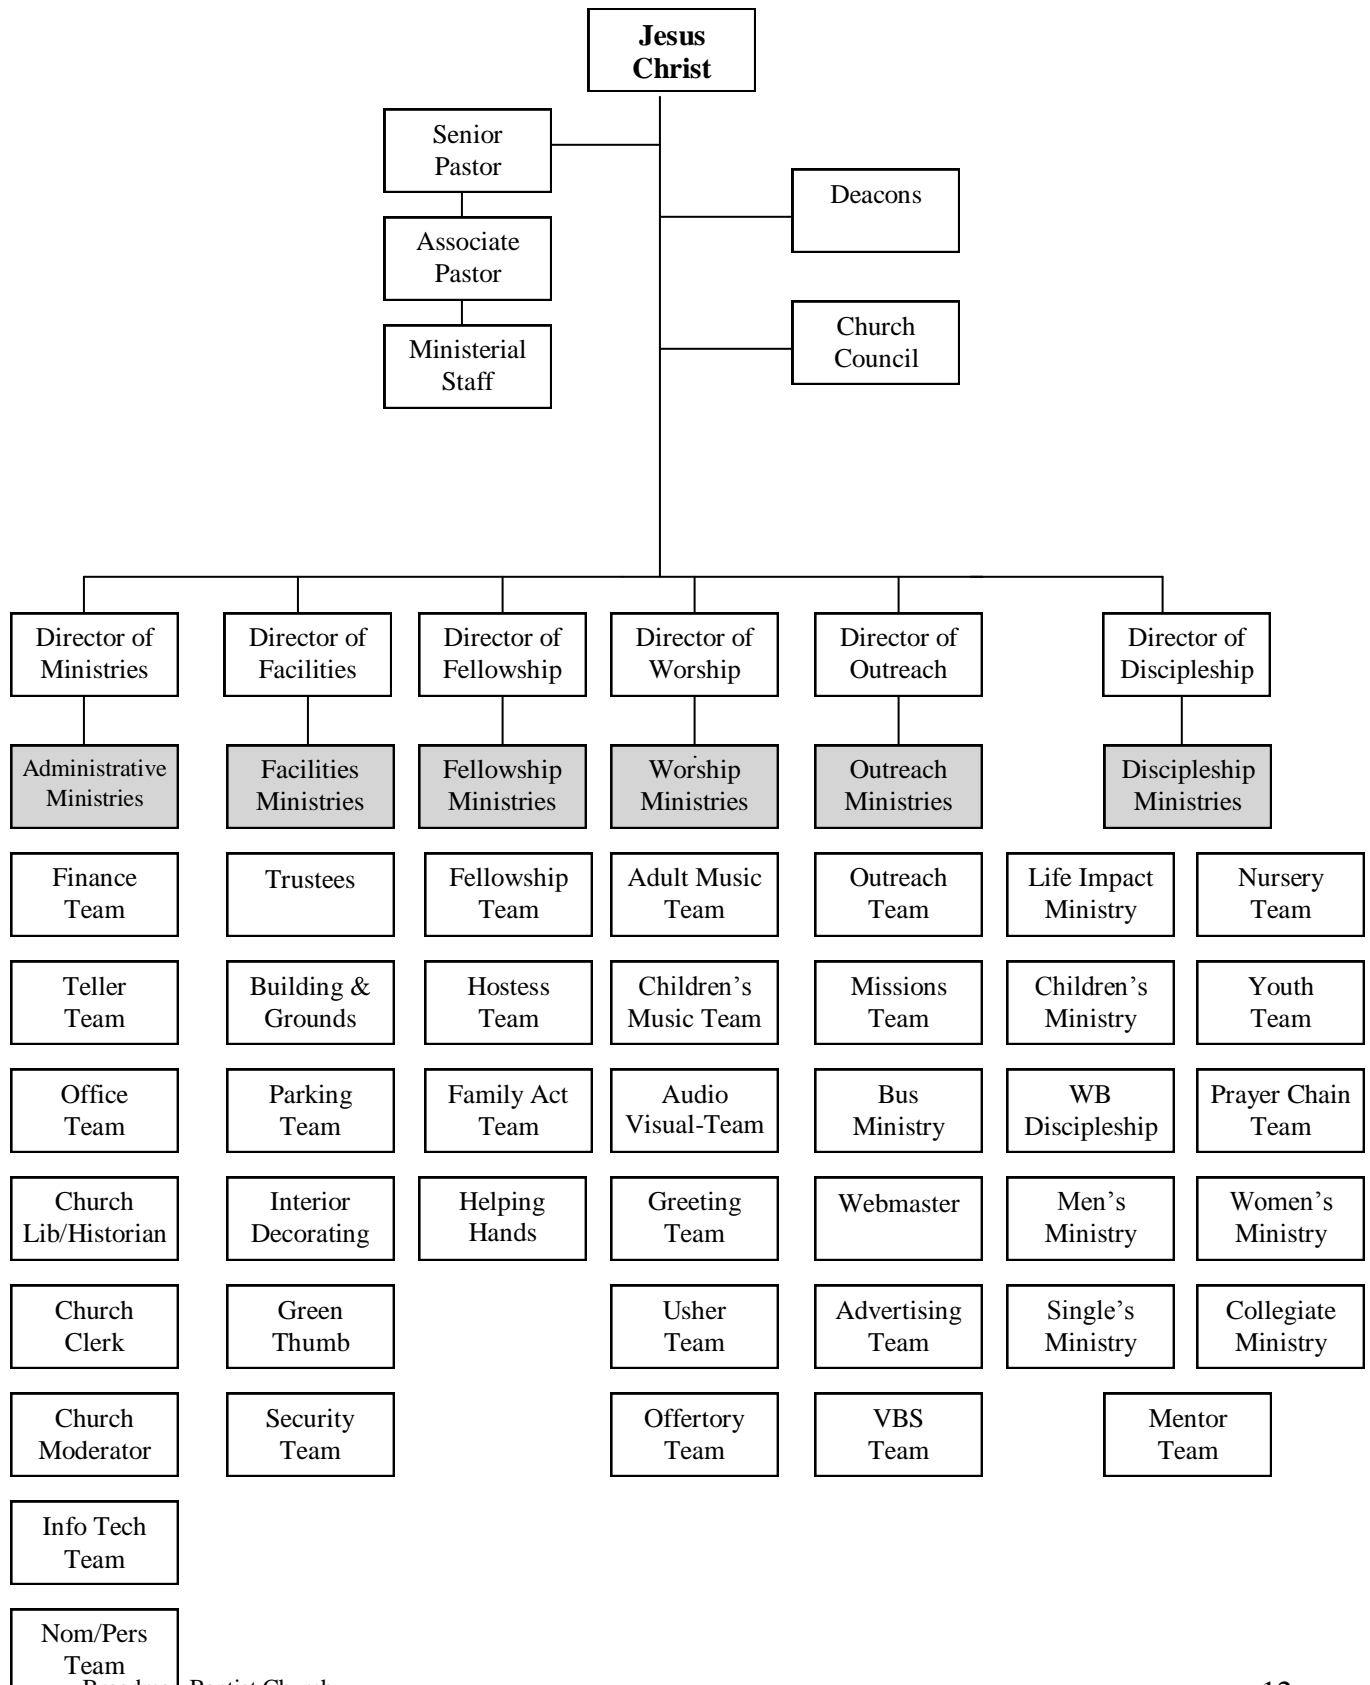 Jesus
Christ
Senior
Pastor
Deacons
Associate
Pastor
Church
Council
Ministerial
Staff
Director of
Ministries
Director of
Facilities
Director of
Fellowship
Director of
Worship
Director of
Outreach
Director of
Discipleship
Administrative
Ministries
Facilities
Ministries
Fellowship
Ministries
Worship
Ministries
Outreach
Ministries
Discipleship
Ministries
Finance
Team
Trustees
Fellowship
Team
Adult Music
Team
Outreach
Team
Life Impact
Ministry
Nursery
Team
Teller
Team
Building &
Grounds
Hostess
Team
Children’s
Music Team
Missions
Team
Children’s
Ministry
Youth
Team
Office
Team
Parking
Team
Family Act
Team
Audio
Visual-Team
Bus
Ministry
WB
Discipleship
Prayer Chain
Team
Church
Lib/Historian
Interior
Decorating
Helping
Hands
Greeting
Team
Webmaster
Men’s
Ministry
Women’s
Ministry
Church
Clerk
Green
Thumb
Usher
Team
Advertising
Team
Single’s
Ministry
Collegiate
Ministry
Church
Moderator
Security
Team
Offertory
Team
VBS
Team
Mentor
Team
Info Tech
Team
Nom/Pers
Team
Baptist Church
12